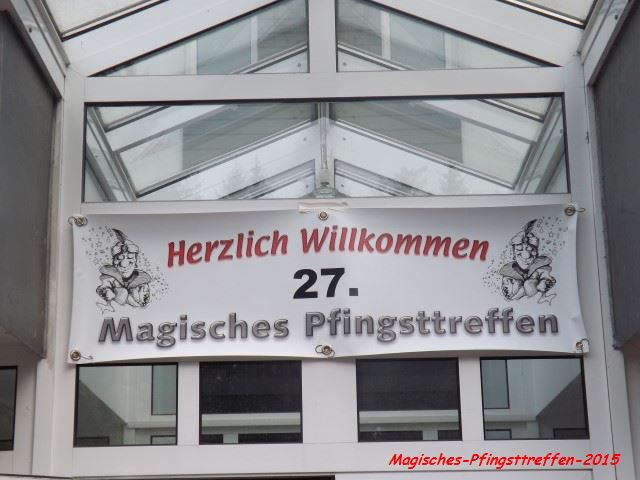 Herzlich Willkommen
27.
Magisches Pfingsttreffen
Magisches-Pfingsttreffen-2015